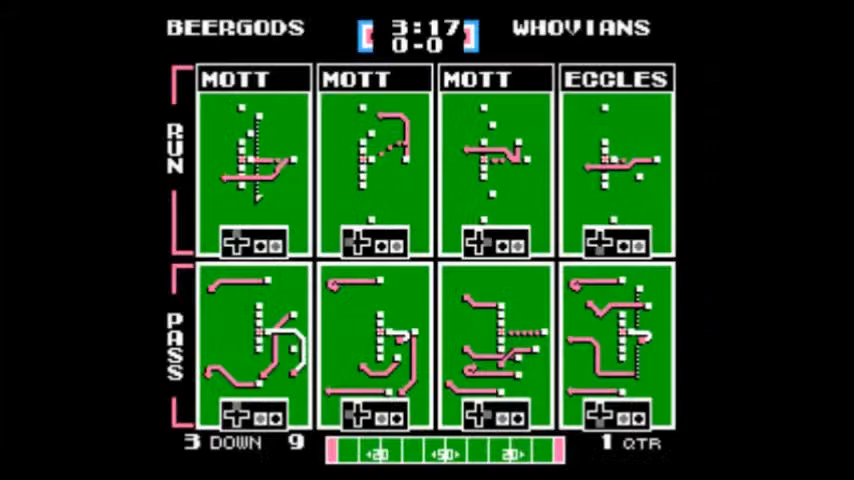 BEERGODS 3:17 WHOVIANS
0-0
MOTT MOTT MOTT ECCLES
RUN
PASS
3 DOWN 9 1 QTR
◂20 ◂50▸ 20▸